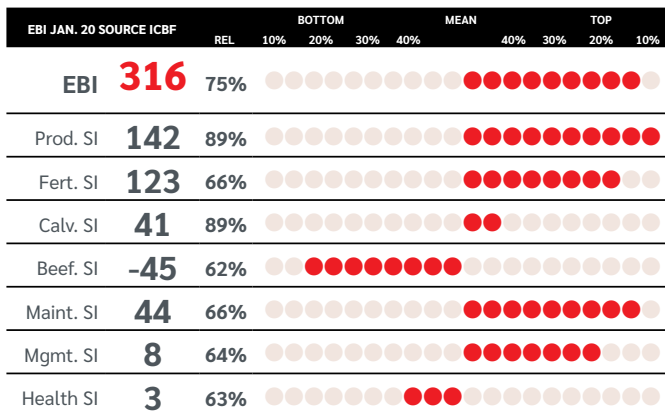 BOTTOM MEAN TOP
EBI JAN. 20 SOURCE ICBF
REL 10% 20% 30% 40% 40% 30% 20% 10%
EBI 316 75%
Prod. SI 142 89%
Fert. SI 123 66%
Calv. SI 41 89%
Beef. SI -45 62%
Maint. SI 44 66%
Mgmt. SI 8 64%
Health SI 3 63%